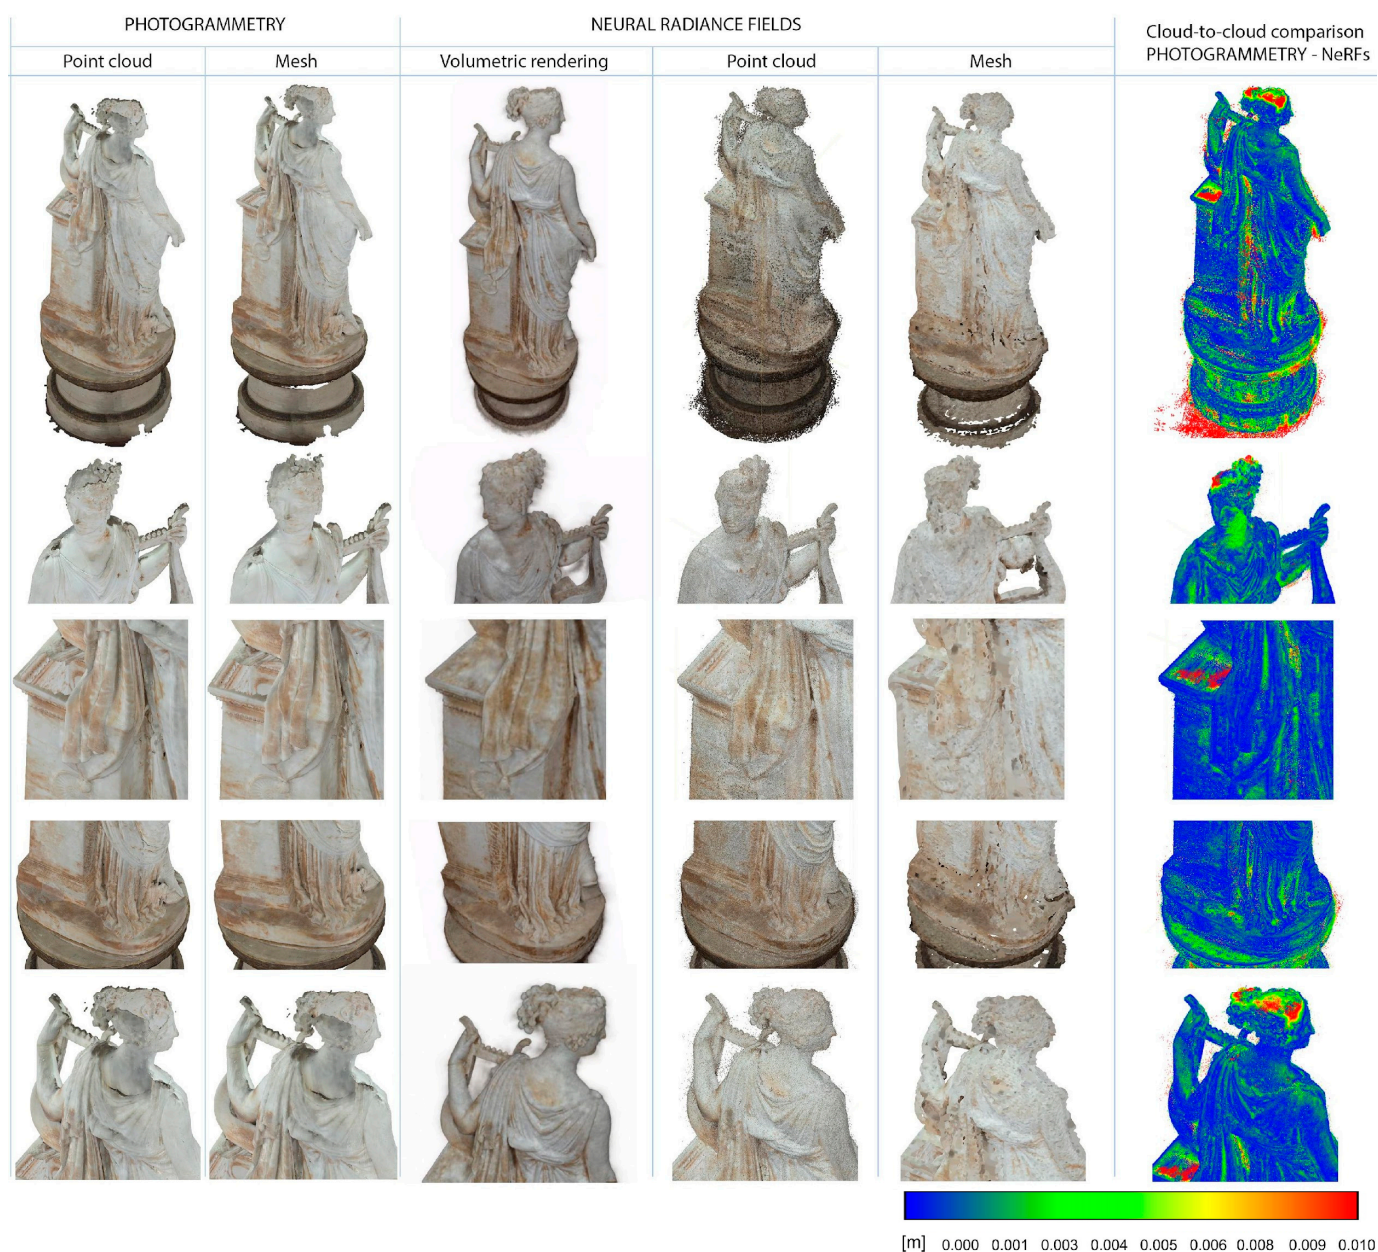 PHOTOGRAMMETRY
NEURAL RADIANCE FIELDS
Cloud-to-cloud comparison
PHOTOGRAMMETRY - NeRFs
Point cloud
Mesh
Volumetric rendering
Point cloud
Mesh
[m] 0.000 0.001 0.003 0.004 0.005 0.006 0.008 0.009 0.010